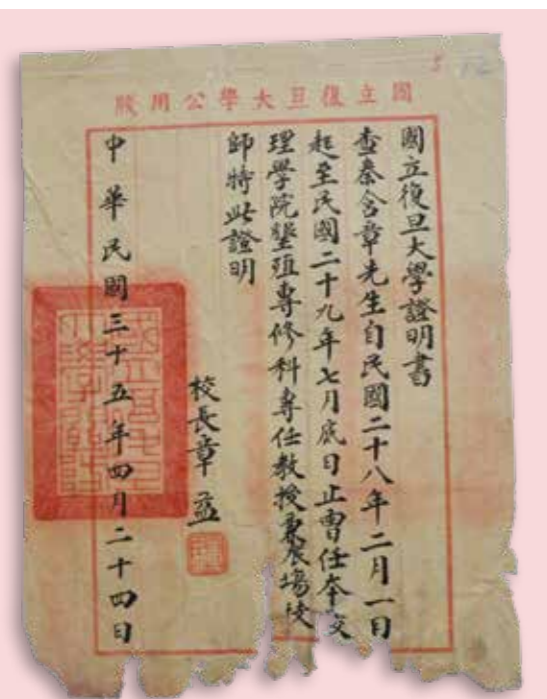 國立復旦大學公用牋
國立復旦大學證明書
查秦含章先生自民國二十八年二月一日
起至民國二十九年七月底日止曾任本文
理學院墾殖專修科專任教授兼農場技
師特此證明
校長章益
中華民國三十五年四月二十四日